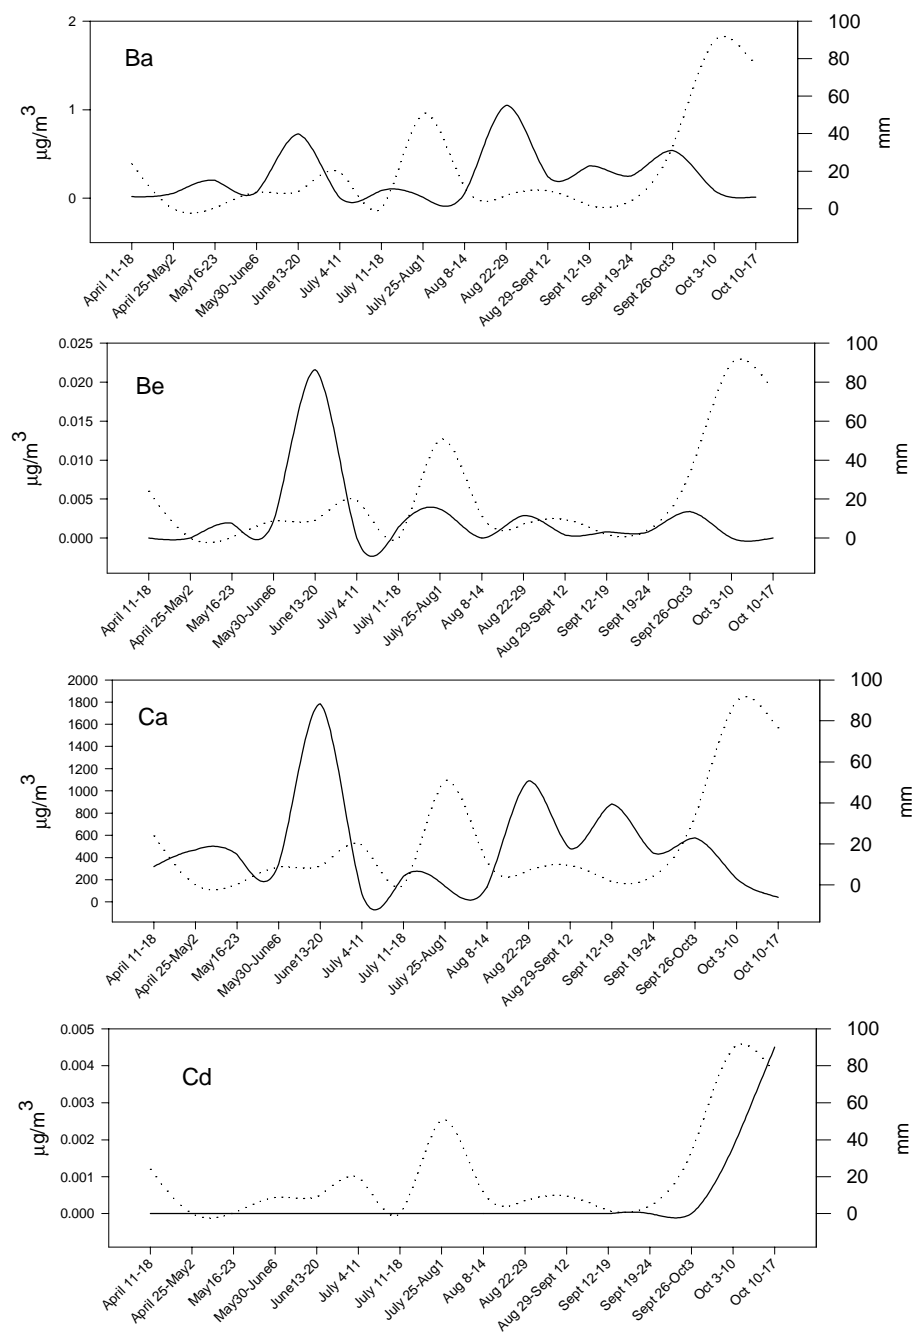 Ba
µg/m3
2
1
0
100
80
60
40
20
0
mm
April 11-18
April 25-May2
May16-23
May30-June6
June13-20
July 4-11
July 11-18
July 25-Aug1
Aug 8-14
Aug 22-29
Aug 29-Sept 12
Sept 12-19
Sept 19-24
Sept 26-Oct3
Oct 3-10
Oct 10-17
Be
µg/m3
0.025
0.020
0.015
0.010
0.005
0.000
100
80
60
40
20
0
mm
April 11-18
April 25-May2
May16-23
May30-June6
June13-20
July 4-11
July 11-18
July 25-Aug1
Aug 8-14
Aug 22-29
Aug 29-Sept 12
Sept 12-19
Sept 19-24
Sept 26-Oct3
Oct 3-10
Oct 10-17
Ca
µg/m3
2000
1800
1600
1400
1200
1000
800
600
400
200
0
100
80
60
40
20
0
mm
April 11-18
April 25-May2
May16-23
May30-June6
June13-20
July 4-11
July 11-18
July 25-Aug1
Aug 8-14
Aug 22-29
Aug 29-Sept 12
Sept 12-19
Sept 19-24
Sept 26-Oct3
Oct 3-10
Oct 10-17
Cd
µg/m3
0.005
0.004
0.003
0.002
0.001
0.000
100
80
60
40
20
0
mm
April 11-18
April 25-May2
May16-23
May30-June6
June13-20
July 4-11
July 11-18
July 25-Aug1
Aug 8-14
Aug 22-29
Aug 29-Sept 12
Sept 12-19
Sept 19-24
Sept 26-Oct3
Oct 3-10
Oct 10-17